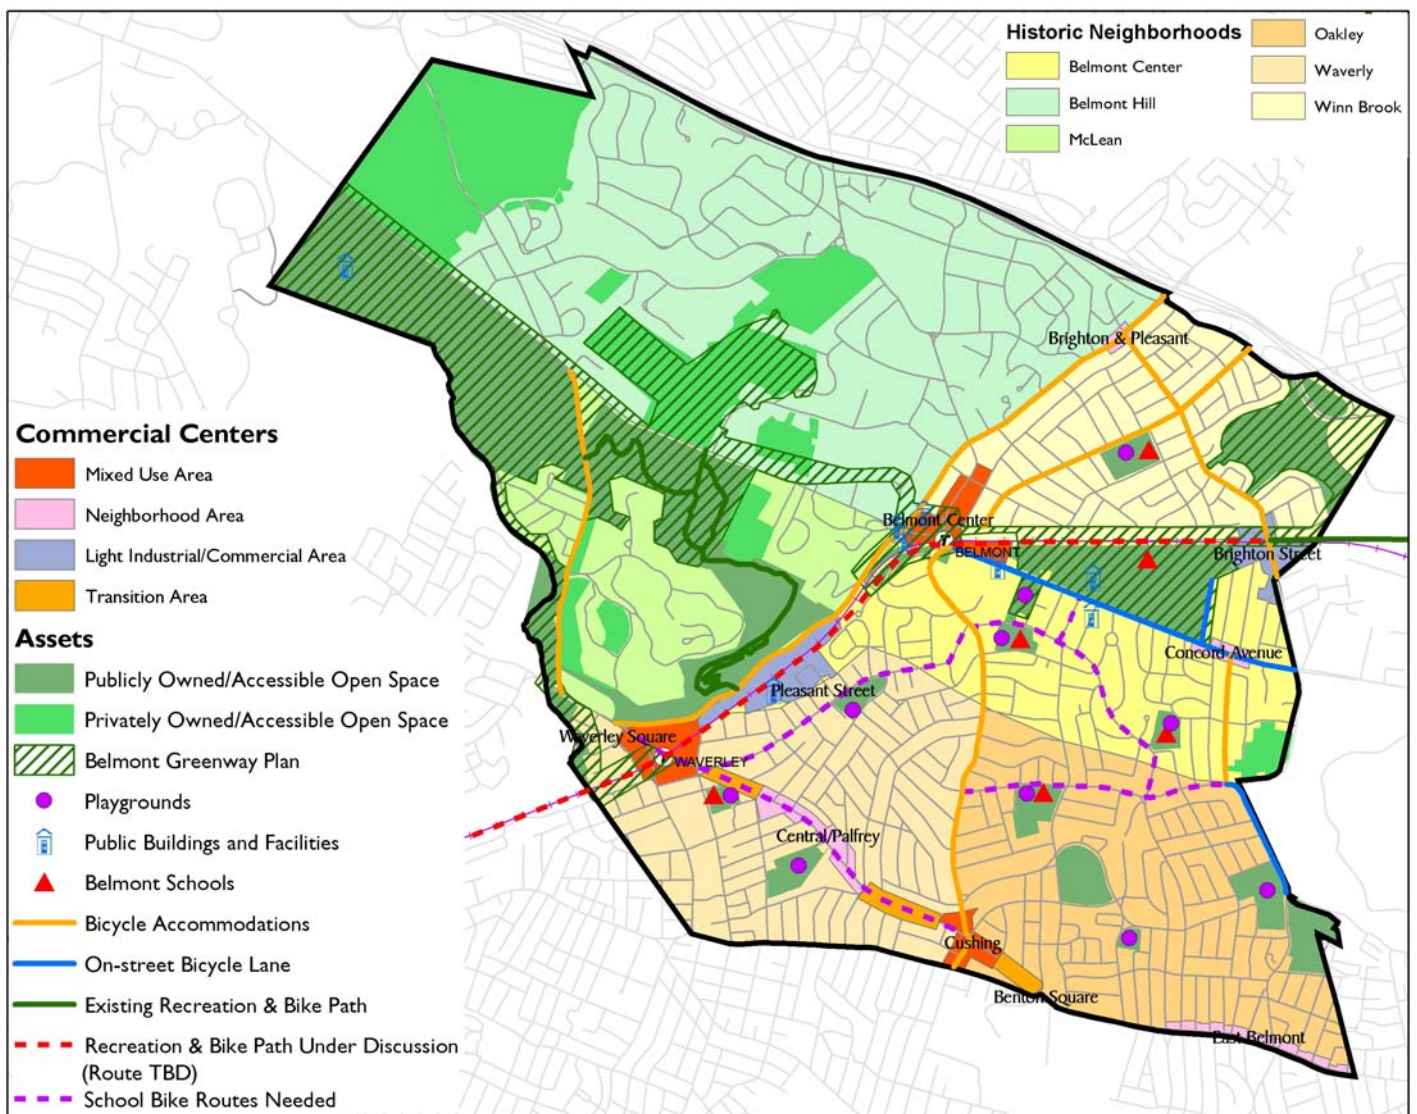 Historic Neighborhoods
Belmont Center
Belmont Hill
McLean
Oakley
Waverly
Winn Brook
Brighton & Pleasant
Commercial Centers
Mixed Use Area
Neighborhood Area
Light Industrial/Commercial Area
Transition Area
Assets
Publicly Owned/Accessible Open Space
Privately Owned/Accessible Open Space
Belmont Greenway Plan
Playgrounds
Public Buildings and Facilities
Belmont Schools
Bicycle Accommodations
On-street Bicycle Lane
Existing Recreation & Bike Path
Recreation & Bike Path Under Discussion
(Route TBD)
School Bike Routes Needed
Belmont Center
BELMONT
Brighton Street
Concord Avenue
Pleasant Street
Waverley Square
WAVERLEY
Central/Palfrey
Cushing
Benton Square
East Belmont